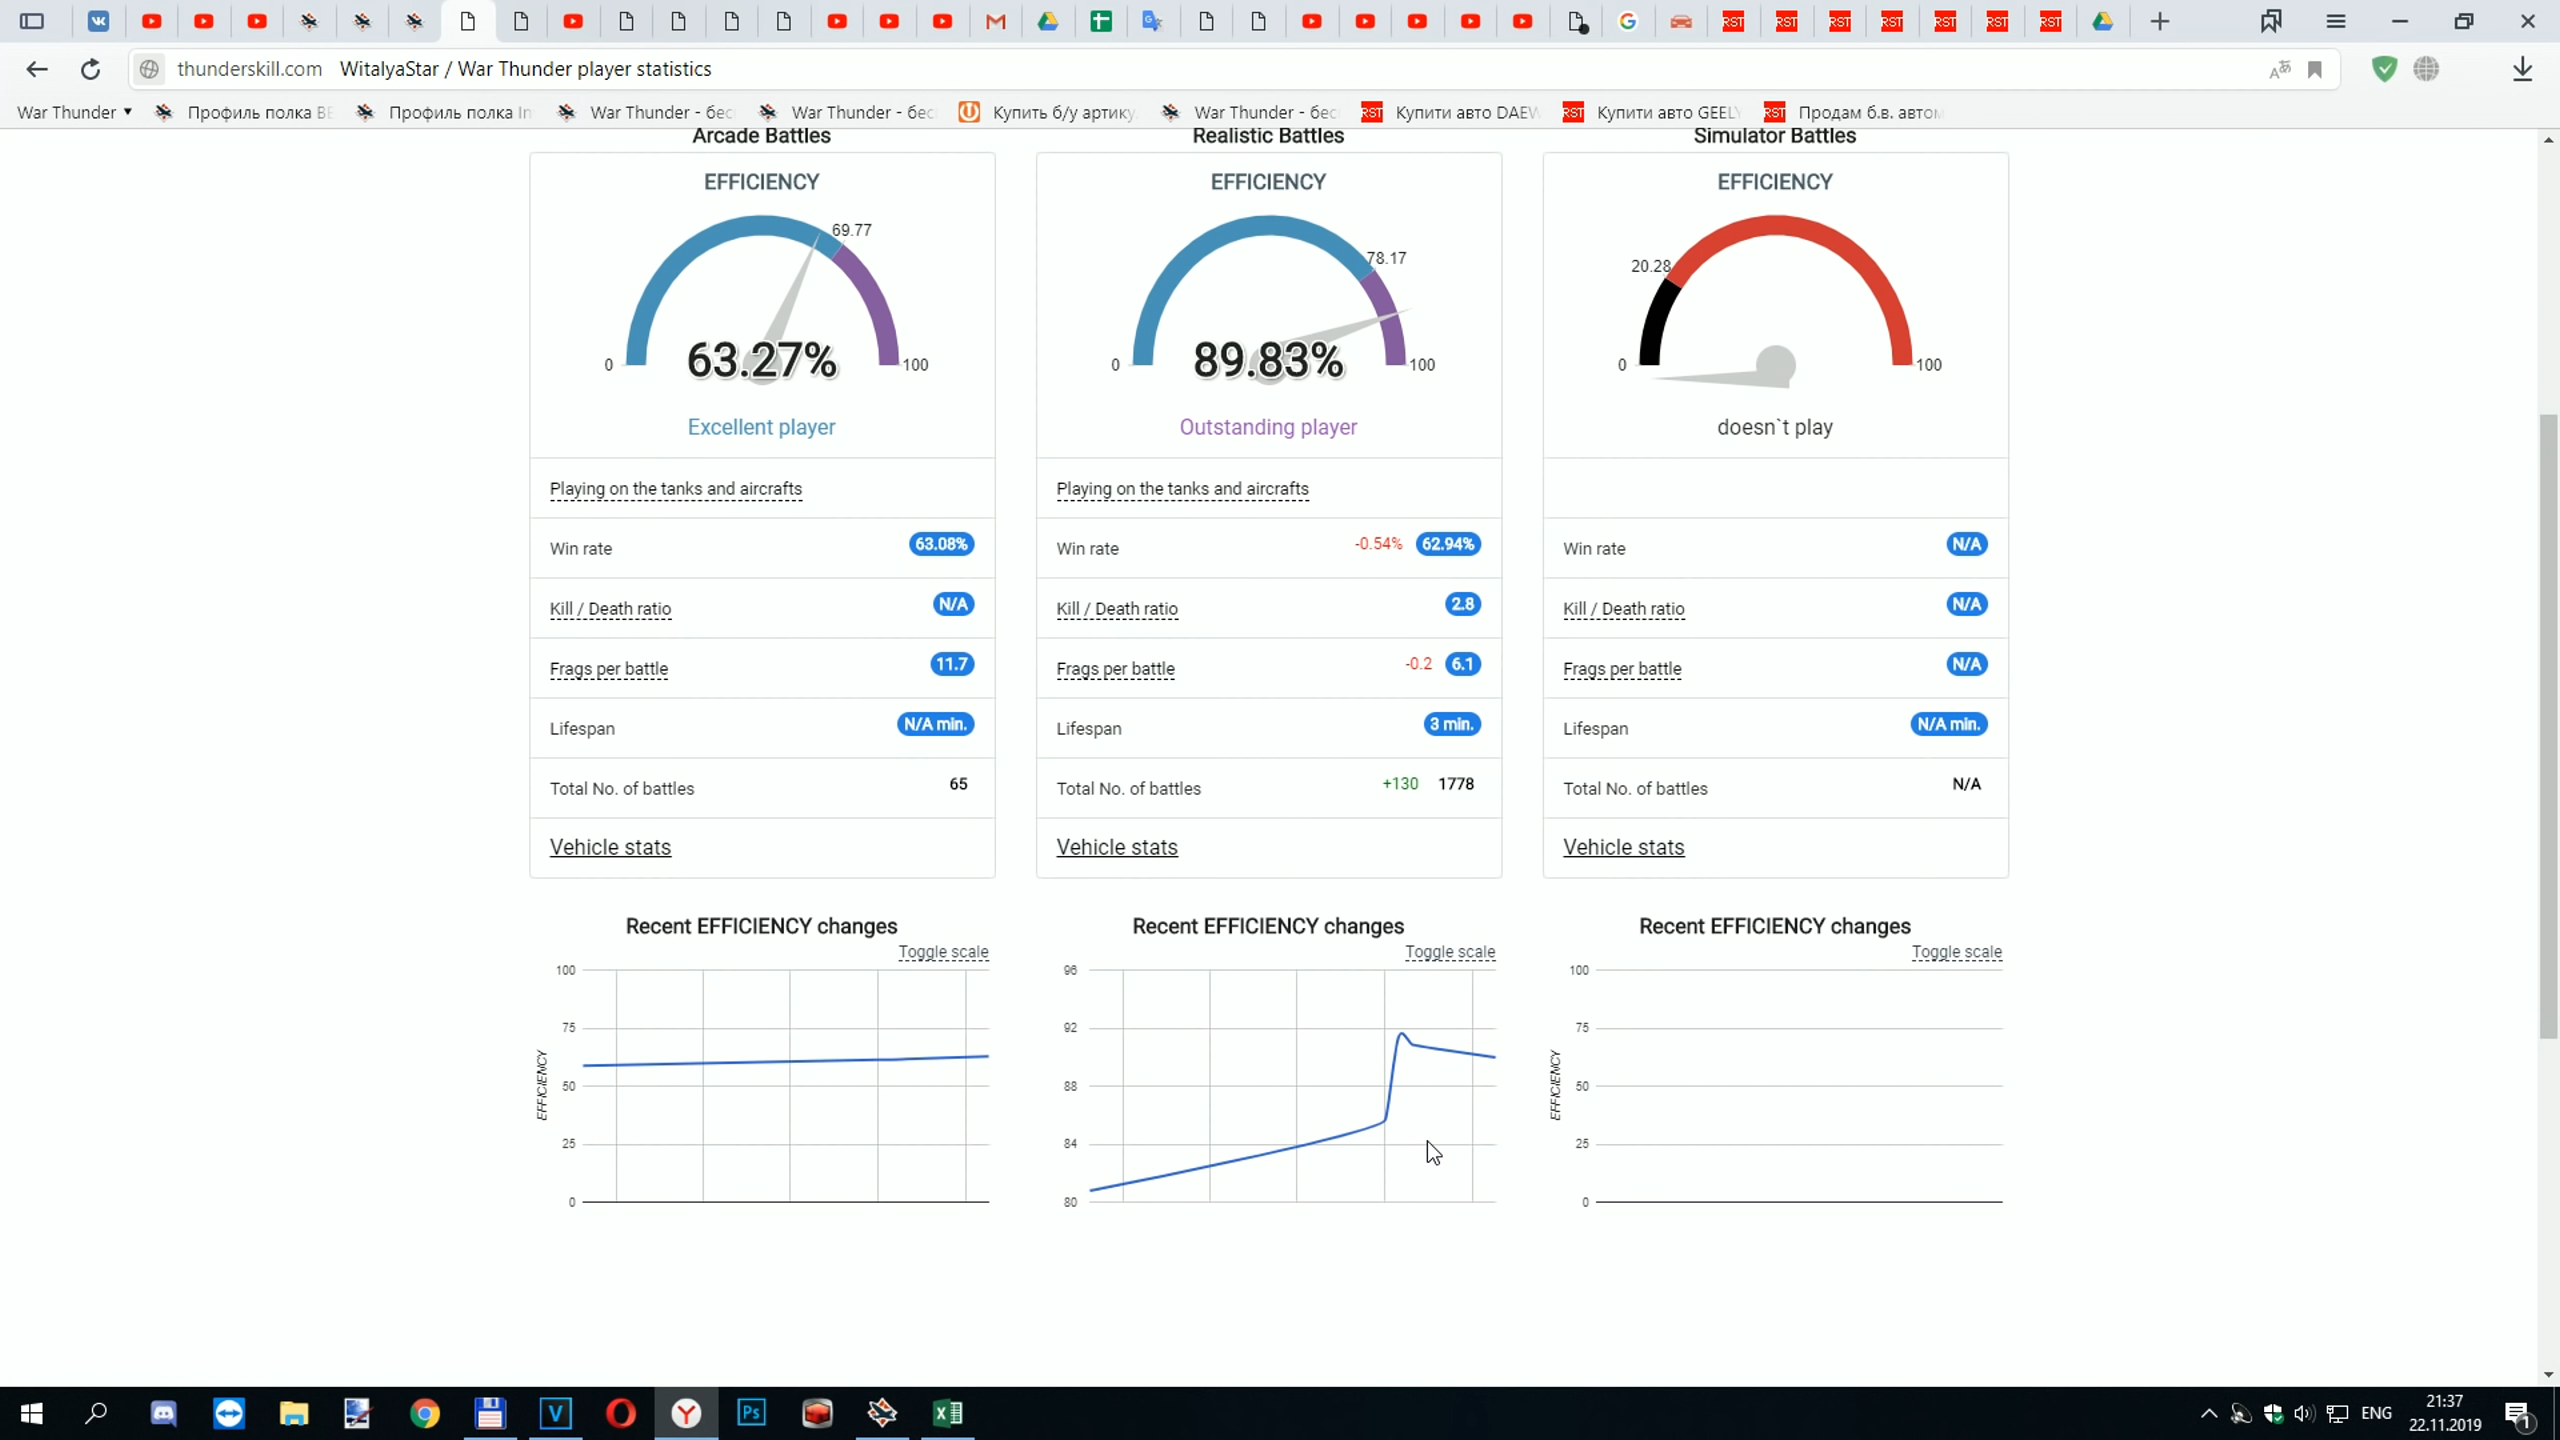 thunderskill.com WitalyaStar / War Thunder player statistics
War Thunder Профиль полка BE Профиль полка In War Thunder - бес War Thunder - бес Купить б/у артику War Thunder - бес Купити авто DAEW Купити авто GEELY Продам б.в. автом
Arcade Battles
EFFICIENCY
69.77
0
63.27%
100
Excellent player
Playing on the tanks and aircrafts
Win rate 63.08%
Kill / Death ratio N/A
Frags per battle 11.7
Lifespan N/A min.
Total No. of battles 65
Vehicle stats
Recent EFFICIENCY changes
Toggle scale
100
75
50
25
0
EFFICIENCY
Realistic Battles
EFFICIENCY
78.17
0
89.83%
100
Outstanding player
Playing on the tanks and aircrafts
Win rate -0.54% 62.94%
Kill / Death ratio 2.8
Frags per battle -0.2 6.1
Lifespan 3 min.
Total No. of battles +130 1778
Vehicle stats
Recent EFFICIENCY changes
Toggle scale
96
92
88
84
80
Simulator Battles
EFFICIENCY
20.28
0
100
doesn`t play
Win rate N/A
Kill / Death ratio N/A
Frags per battle N/A
Lifespan N/A min.
Total No. of battles N/A
Vehicle stats
Recent EFFICIENCY changes
Toggle scale
100
75
50
25
0
EFFICIENCY
ENG
21:37
22.11.2019
1